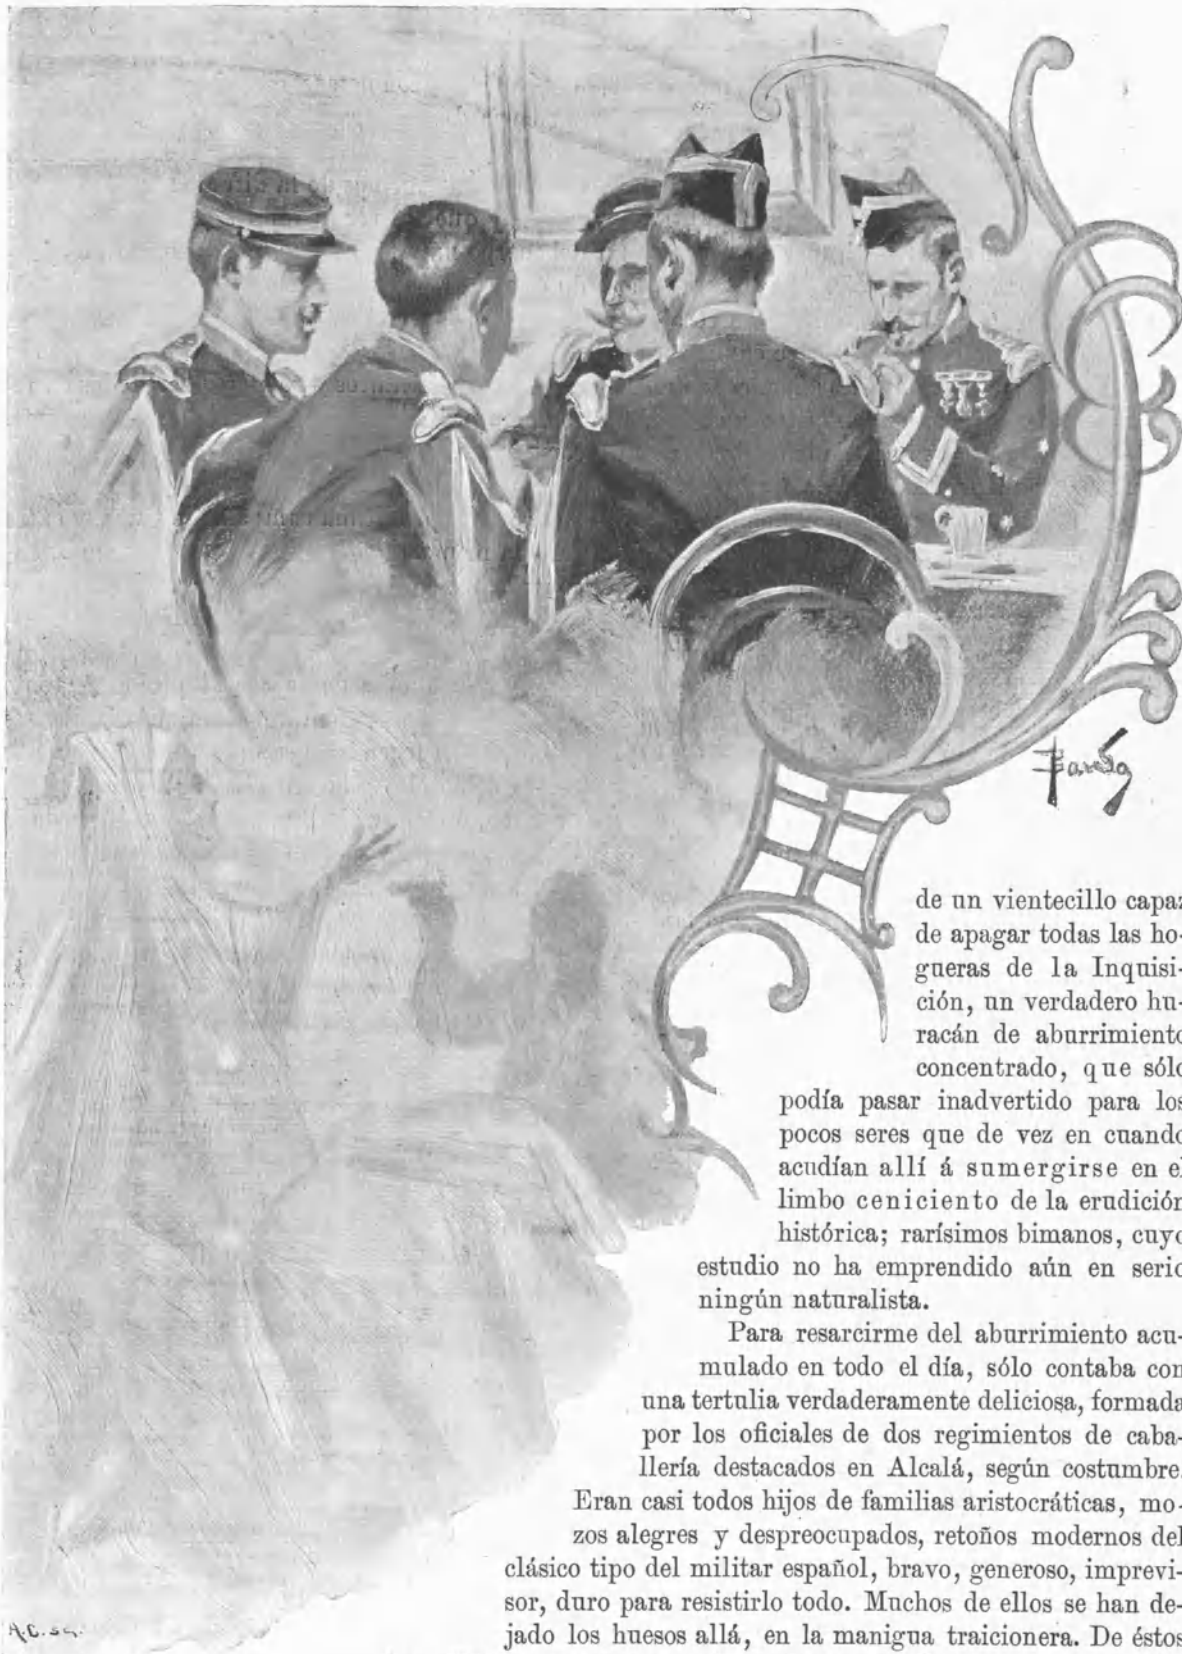 de un vientecillo capaz
de apagar todas las ho-
gueras de la Inquisi-
ción, un verdadero hu-
racán de aburrimiento
concentrado, que sólo
podía pasar inadvertido para los
pocos seres que de vez en cuando
acudían allí á sumergirse en el
limbo ceniciento de la erudición
histórica; rarísimos bimanos, cuyo
estudio no ha emprendido aún en serio
ningún naturalista.
Para resarcirme del aburrimiento acu-
mulado en todo el día, sólo contaba con
una tertulia verdaderamente deliciosa, formada
por los oficiales de dos regimientos de caba-
llería destacados en Alcalá, según costumbre.
Eran casi todos hijos de familias aristocráticas, mo-
zos alegres y despreocupados, retoños modernos del
clásico tipo del militar español, bravo, generoso, imprevi-
sor, duro para resistirlo todo. Muchos de ellos se han de-
jado los huesos allá, en la manigua traicionera. De éstos